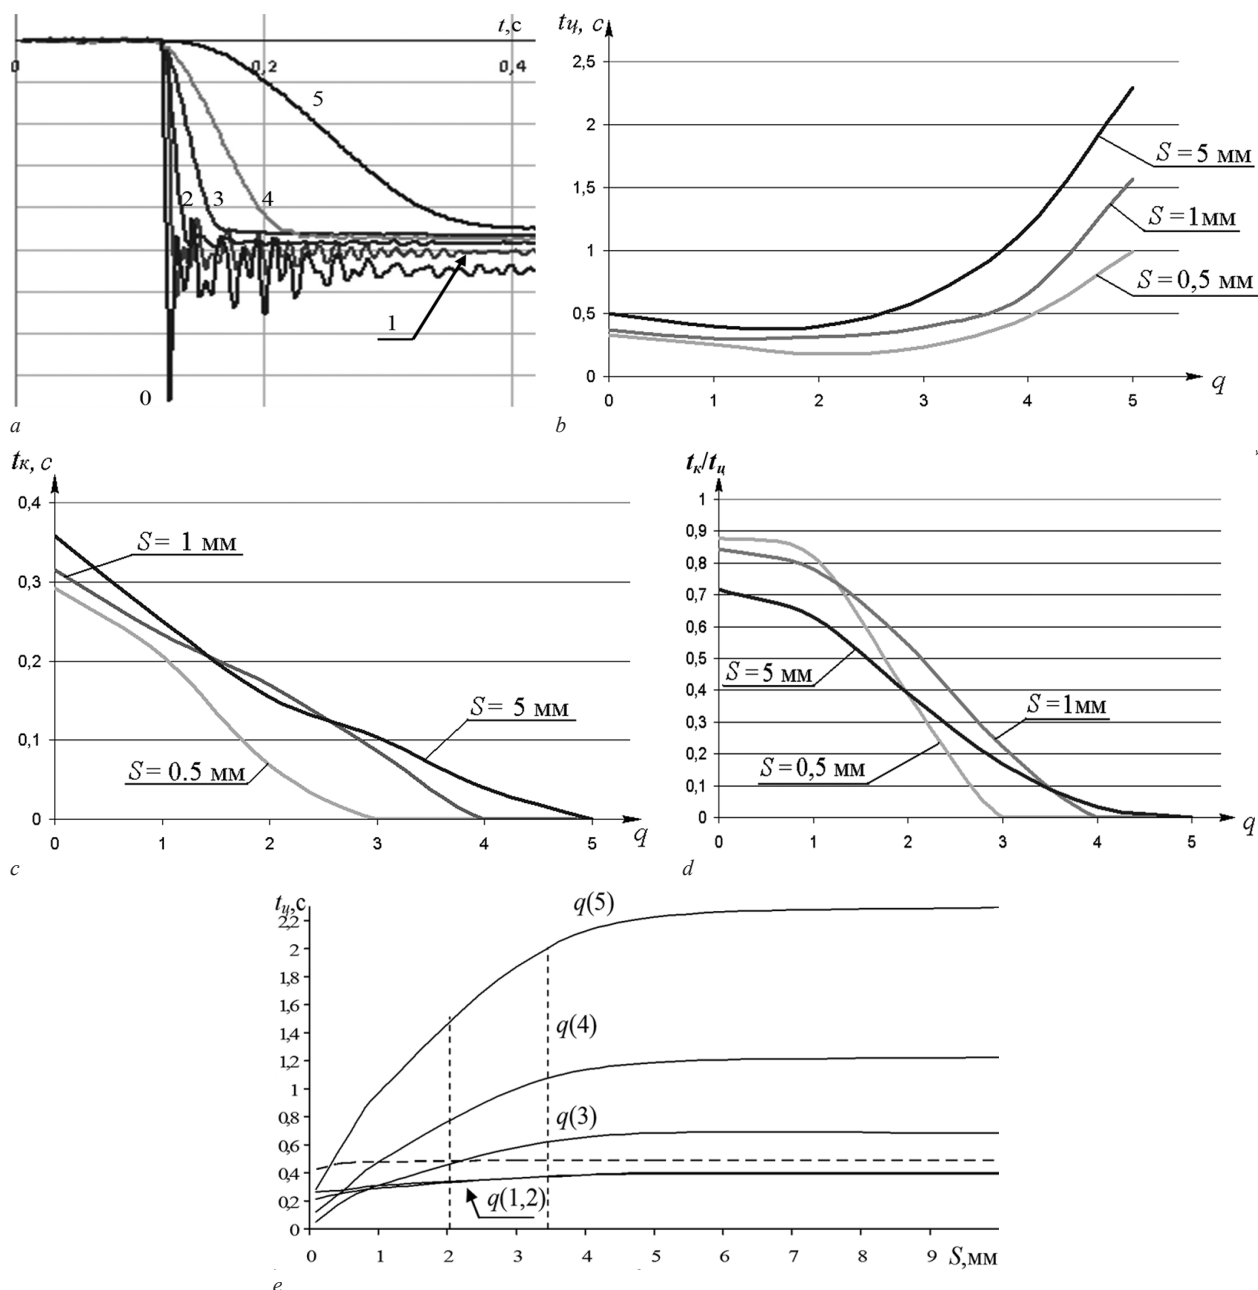 t,с
0 0,2 0,4
5
2 3 4
1
0
a
tц, с
2,5
2
1,5
1
0,5
0
0 1 2 3 4 5 q
S = 5 мм
S = 1мм
S = 0,5 мм
b
tк, с
0,4
0,3
0,2
0,1
0
0 1 2 3 4 5 q
S = 1 мм
S = 5 мм
S = 0.5 мм
c
tк/tц
1
0,9
0,8
0,7
0,6
0,5
0,4
0,3
0,2
0,1
0
0 1 2 3 4 5 q
S = 5 мм
S = 1мм
S = 0,5 мм
d
tц,с
2,2
2
1,8
1,6
1,4
1,2
1
0,8
0,6
0,4
0,2
0
0 1 2 3 4 5 6 7 8 9 S,мм
q(5)
q(4)
q(3)
q(1,2)
e